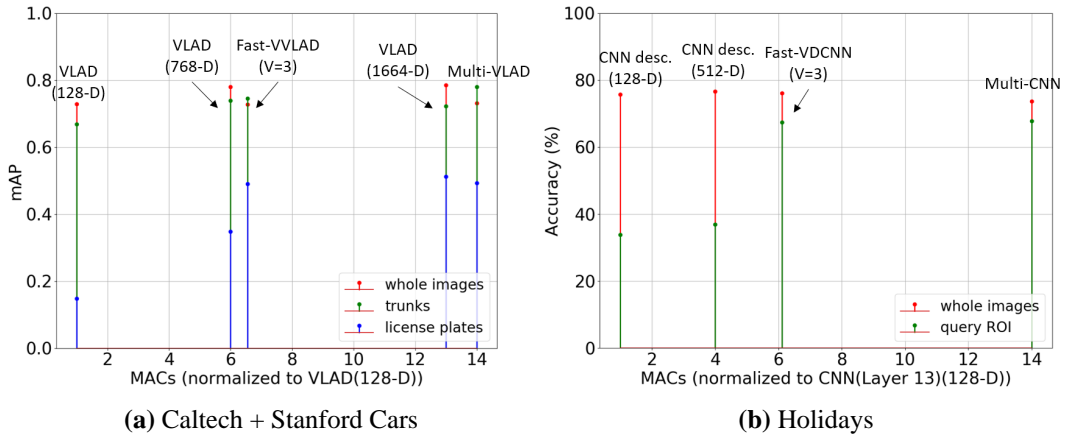 1.0
0.8
0.6
0.4
0.2
0.0
mAP
VLAD
(128-D)
VLAD
(768-D)
Fast-VVLAD
(V=3)
VLAD
(1664-D)
Multi-VLAD
whole images
trunks
license plates
2 4 6 8 10 12 14
MACs (normalized to VLAD(128-D))
(a) Caltech + Stanford Cars
100
80
60
40
20
0
Accuracy (%)
CNN desc.
(128-D)
CNN desc.
(512-D)
Fast-VDCNN
(V=3)
Multi-CNN
whole images
query ROI
2 4 6 8 10 12 14
MACs (normalized to CNN(Layer 13)(128-D))
(b) Holidays